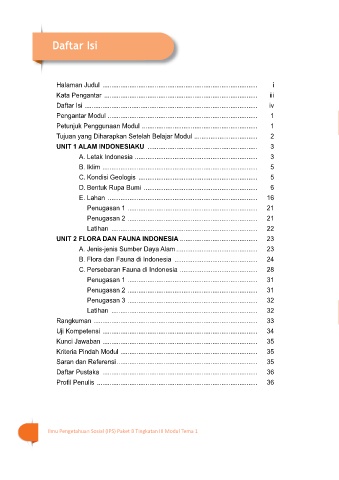 Daftar Isi
Halaman Judul ........ i
Kata Pengantar ........ iii
Daftar Isi ........ iv
Pengantar Modul ........ 1
Petunjuk Penggunaan Modul ........ 1
Tujuan yang Diharapkan Setelah Belajar Modul ........ 2
UNIT 1 ALAM INDONESIAKU ........ 3
A. Letak Indonesia ........ 3
B. Iklim ........ 5
C. Kondisi Geologis ........ 5
D. Bentuk Rupa Bumi ........ 6
E. Lahan ........ 16
Penugasan 1 ........ 21
Penugasan 2 ........ 21
Latihan ........ 22
UNIT 2 FLORA DAN FAUNA INDONESIA ........ 23
A. Jenis-jenis Sumber Daya Alam ........ 23
B. Flora dan Fauna di Indonesia ........ 24
C. Persebaran Fauna di Indonesia ........ 28
Penugasan 1 ........ 31
Penugasan 2 ........ 31
Penugasan 3 ........ 32
Latihan ........ 32
Rangkuman ........ 33
Uji Kompetensi ........ 34
Kunci Jawaban ........ 35
Kriteria Pindah Modul ........ 35
Saran dan Referensi ........ 35
Daftar Pustaka ........ 36
Profil Penulis ........ 36
Ilmu Pengetahuan Sosial (IPS) Paket B Tingkatan III Modul Tema 1